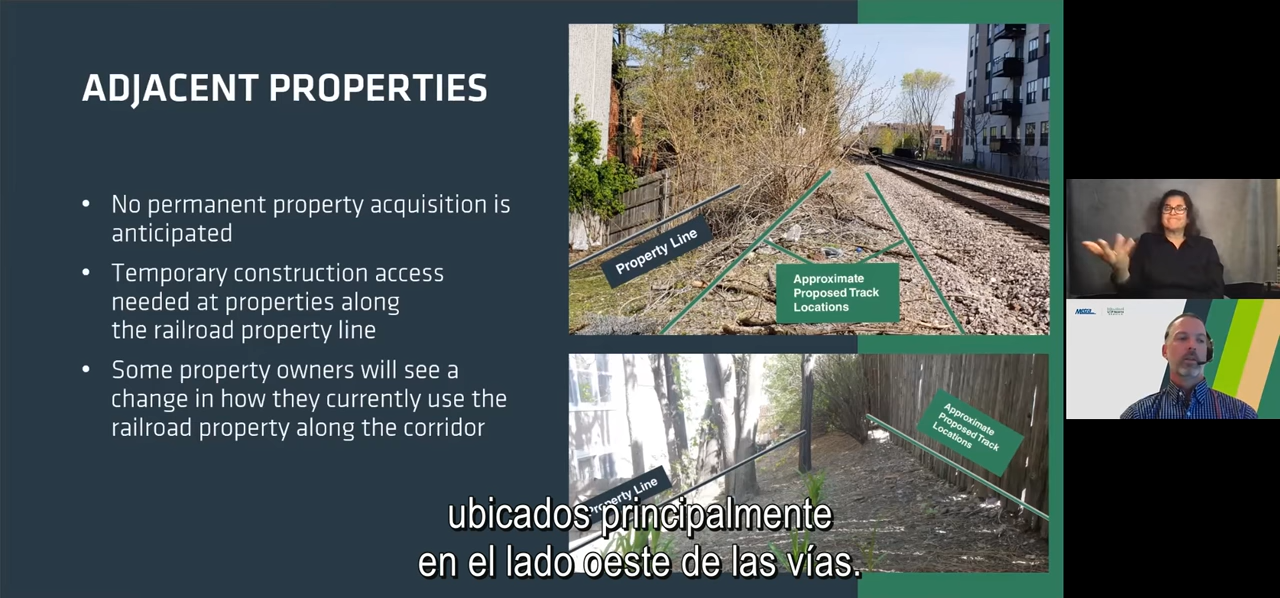 ADJACENT PROPERTIES
• No permanent property acquisition is
anticipated
• Temporary construction access
needed at properties along
the railroad property line
• Some property owners will see a
change in how they currently use the
railroad property along the corridor
Property Line
Approximate
Proposed Track
Locations
Property Line
Approximate
Proposed Track
Locations
ubicados principalmente
en el lado oeste de las vías.
Metra